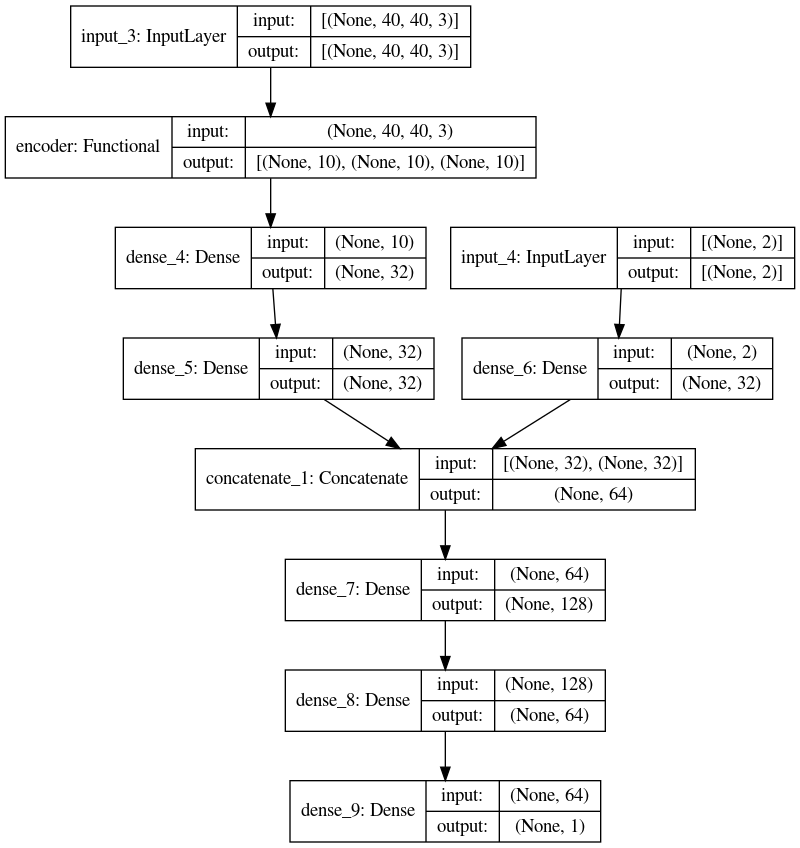 input_3: InputLayer
input: [(None, 40, 40, 3)]
output: [(None, 40, 40, 3)]
encoder: Functional
input: (None, 40, 40, 3)
output: [(None, 10), (None, 10), (None, 10)]
dense_4: Dense
input: (None, 10)
output: (None, 32)
input_4: InputLayer
input: [(None, 2)]
output: [(None, 2)]
dense_5: Dense
input: (None, 32)
output: (None, 32)
dense_6: Dense
input: (None, 2)
output: (None, 32)
concatenate_1: Concatenate
input: [(None, 32), (None, 32)]
output: (None, 64)
dense_7: Dense
input: (None, 64)
output: (None, 128)
dense_8: Dense
input: (None, 128)
output: (None, 64)
dense_9: Dense
input: (None, 64)
output: (None, 1)